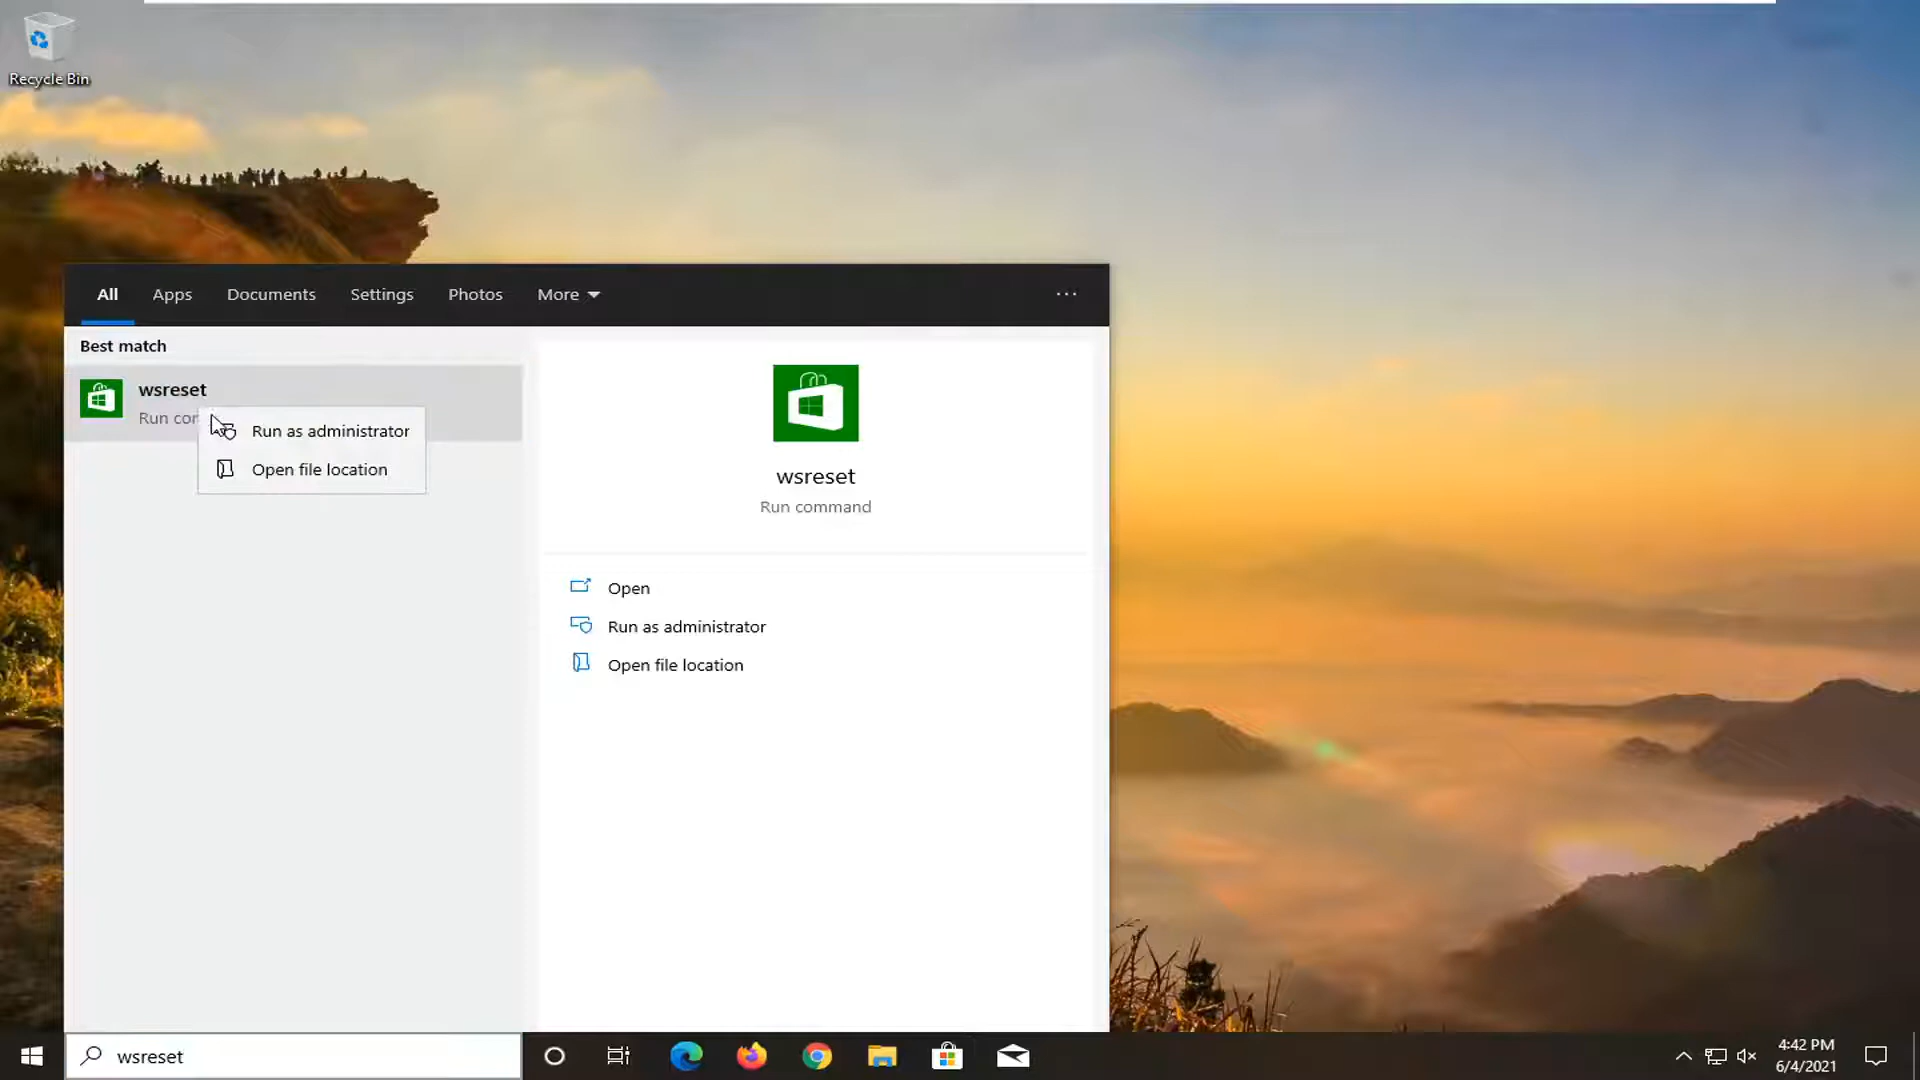 Recycle Bin
All Apps Documents Settings Photos More ...
Best match
wsreset
Run cor
Run as administrator
Open file location
wsreset
Run command
Open
Run as administrator
Open file location
wsreset
4:42 PM
6/4/2021